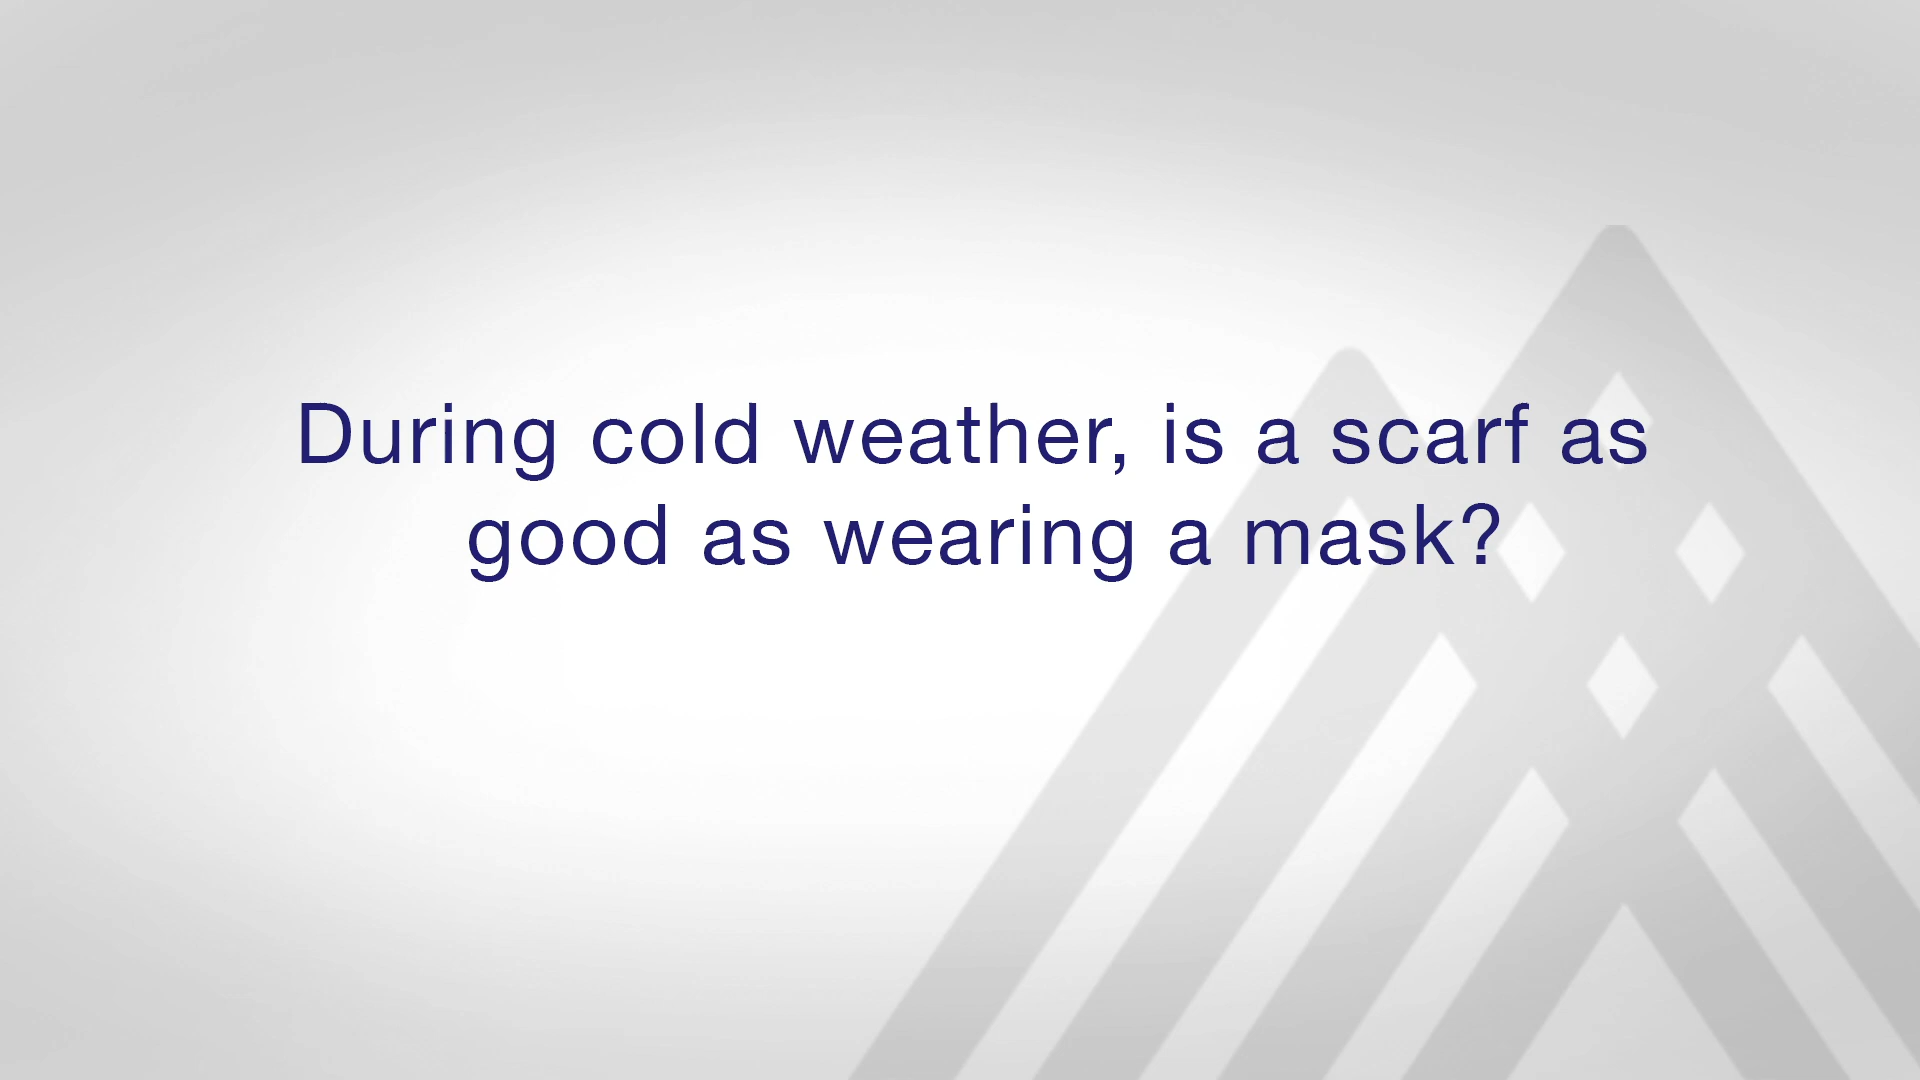 During cold weather, is a scarf as
good as wearing a mask?